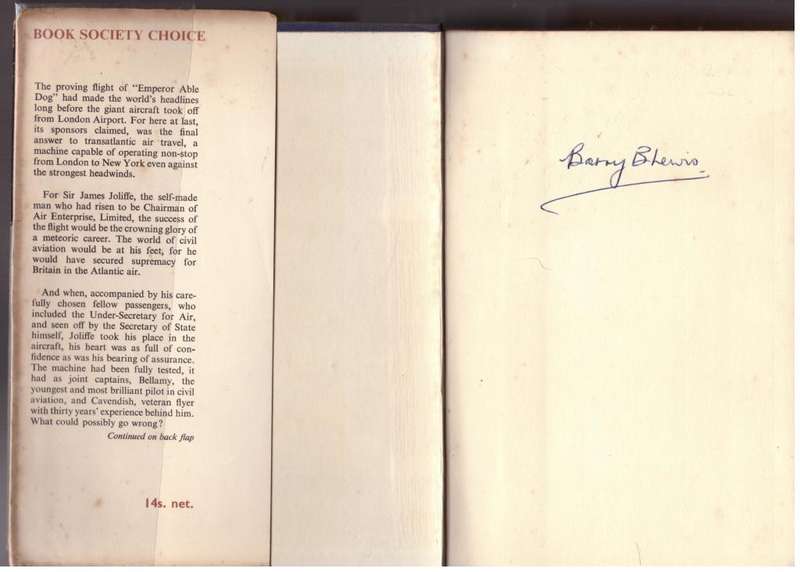 BOOK SOCIETY CHOICE
The proving flight of "Emperor Able
Dog" had made the world's headlines
long before the giant aircraft took off
from London Airport. For here at last,
its sponsors claimed, was the final
answer to transatlantic air travel, a
machine capable of operating non-stop
from London to New York even against
the strongest headwinds.
For Sir James Joliffe, the self-made
man who had risen to be Chairman of
Air Enterprise, Limited, the success of
the flight would be the crowning glory of
a meteoric career. The world of civil
aviation would be at his feet, for he
would have secured supremacy for
Britain in the Atlantic air.
And when, accompanied by his care-
fully chosen fellow passengers, who
included the Under-Secretary for Air,
and seen off by the Secretary of State
himself, Joliffe took his place in the
aircraft, his heart was as full of con-
fidence as was his bearing of assurance.
The machine had been fully tested, it
had as joint captains, Bellamy, the
youngest and most brilliant pilot in civil
aviation, and Cavendish, veteran flyer
with thirty years' experience behind him.
What could possibly go wrong?
Continued on back flap
14s. net.
Barry B Lewis